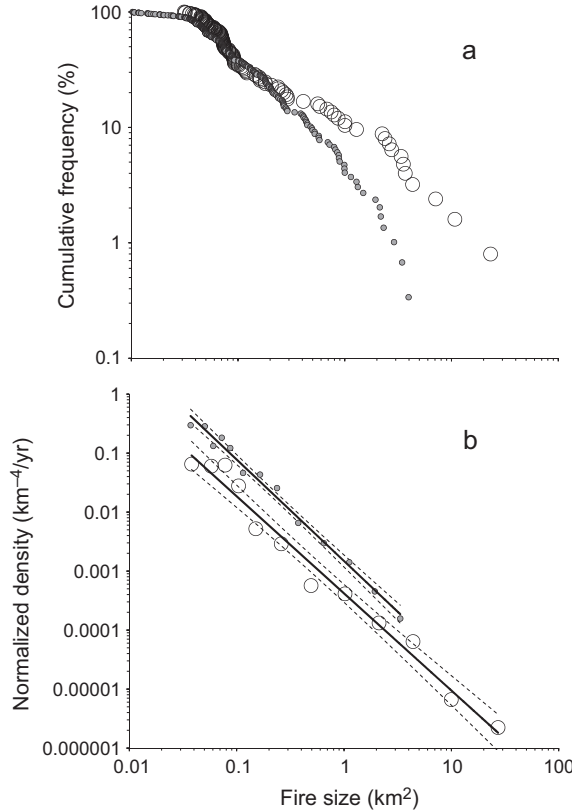 a
100
10
1
0.1
Cumulative frequency (%)
b
1
0.1
0.01
0.001
0.0001
0.00001
0.000001
Normalized density (km⁻⁴/yr)
0.01 0.1 1 10 100
Fire size (km²)